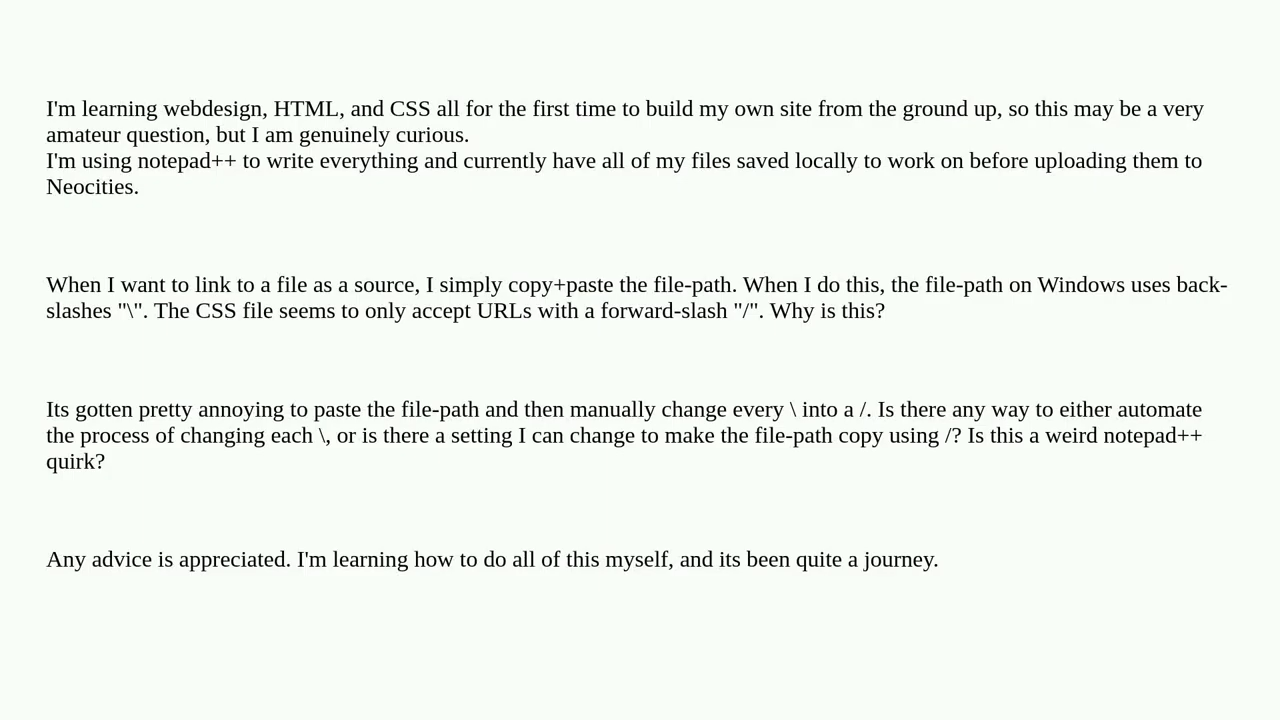 I'm learning webdesign, HTML, and CSS all for the first time to build my own site from the ground up, so this may be a very
amateur question, but I am genuinely curious.
I'm using notepad++ to write everything and currently have all of my files saved locally to work on before uploading them to
Neocities.
When I want to link to a file as a source, I simply copy+paste the file-path. When I do this, the file-path on Windows uses back-
slashes "\". The CSS file seems to only accept URLs with a forward-slash "/". Why is this?
Its gotten pretty annoying to paste the file-path and then manually change every \ into a /. Is there any way to either automate
the process of changing each \, or is there a setting I can change to make the file-path copy using /? Is this a weird notepad++
quirk?
Any advice is appreciated. I'm learning how to do all of this myself, and its been quite a journey.